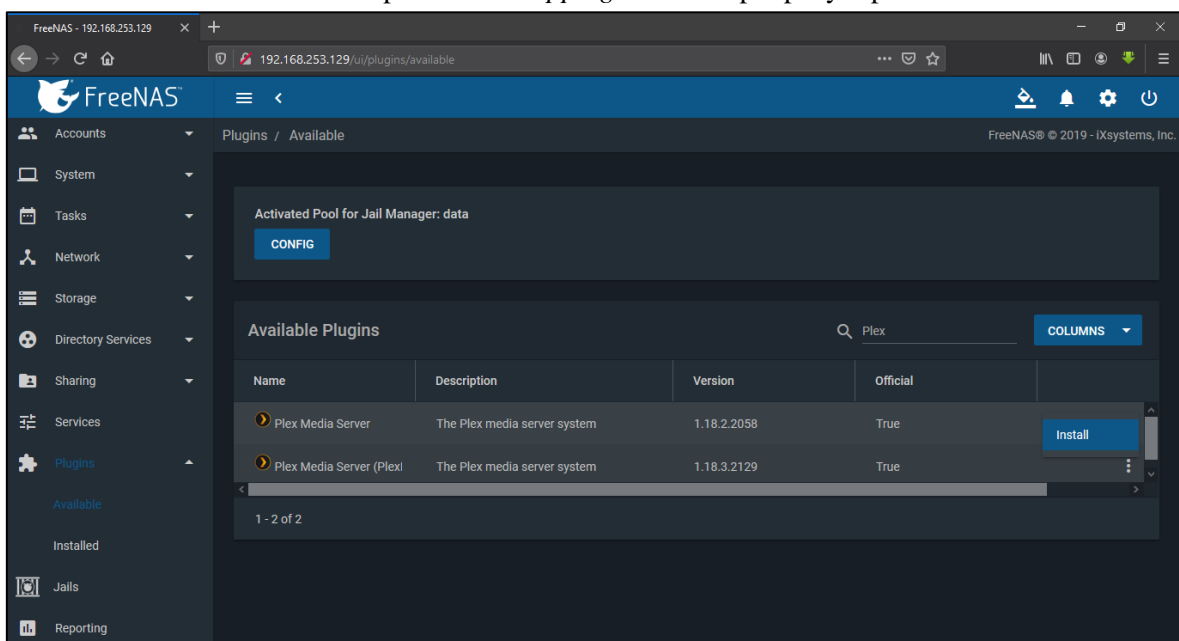 FreeNAS - 192.168.253.129
192.168.253.129/ui/plugins/available
FreeNAS
Plugins / Available
FreeNAS® © 2019 - iXsystems, Inc.
Accounts
System
Tasks
Network
Storage
Directory Services
Sharing
Services
Plugins
Available
Installed
Jails
Reporting
Activated Pool for Jail Manager: data
CONFIG
Available Plugins
Plex
COLUMNS
Name Description Version Official
Plex Media Server The Plex media server system 1.18.2.2058 True
Install
Plex Media Server (Plex The Plex media server system 1.18.3.2129 True
1 - 2 of 2